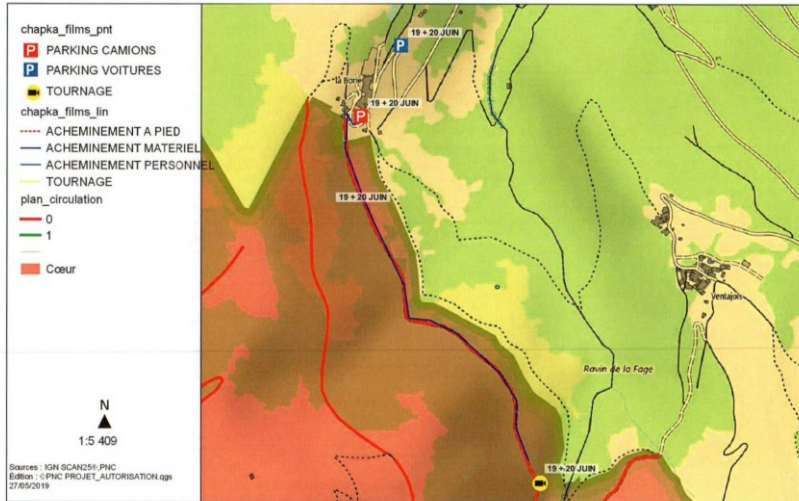 chapka_films_pnt
P PARKING CAMIONS
P PARKING VOITURES
TOURNAGE
chapka_films_lin
ACHEMINEMENT A PIED
ACHEMINEMENT MATERIEL
ACHEMINEMENT PERSONNEL
TOURNAGE
plan_circulation
0
1
Cœur
N
1:5 409
Sources : IGN SCAN25®,PNC
Édition : ©PNC PROJET_AUTORISATION.qgs
27/05/2019
19 + 20 JUIN
P
la Borie
19 + 20 JUIN
P
19 + 20 JUIN
Ventajols
Ravin de la Fage
19 + 20 JUIN